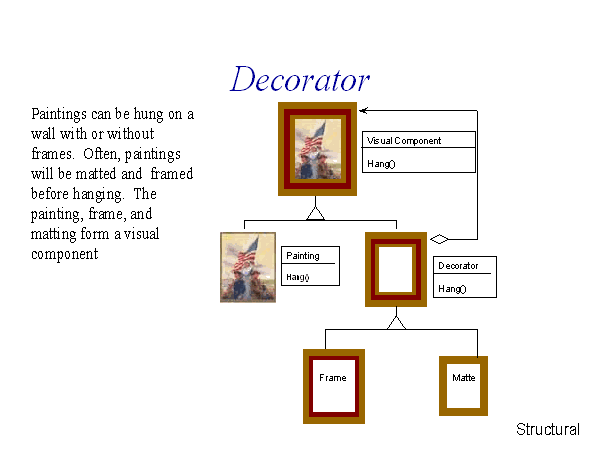 Decorator
Paintings can be hung on a
wall with or without
frames. Often, paintings
will be matted and framed
before hanging. The
painting, frame, and
matting form a visual
component
Visual Component
Hang()
Painting
Hang()
Decorator
Hang()
Frame
Matte
Structural